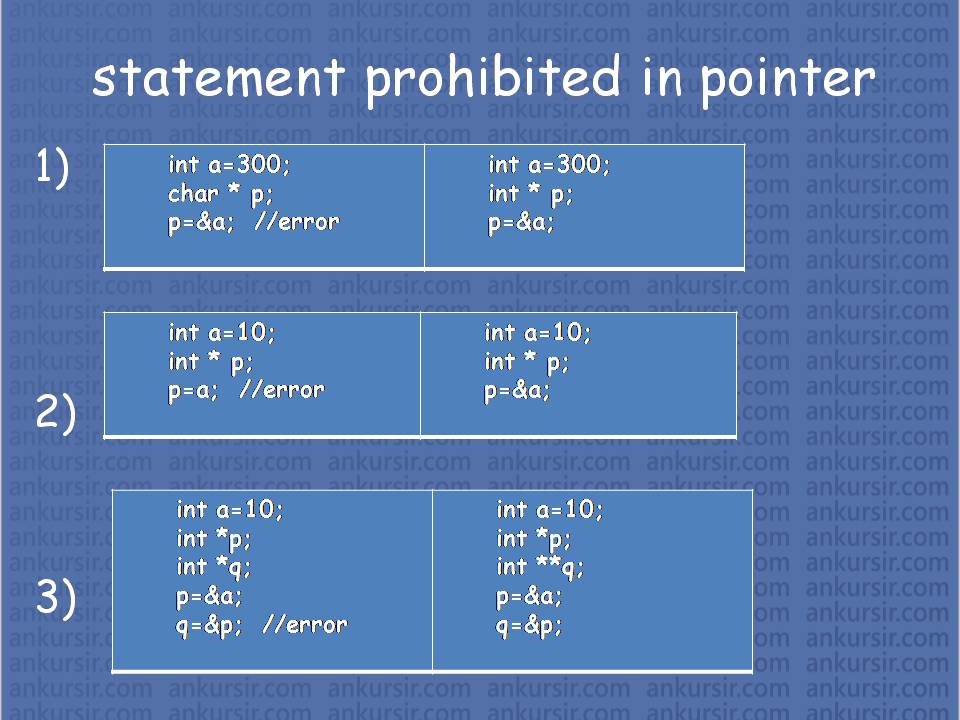 statement prohibited in pointer
1)
int a=300;
char * p;
p=&a;  //error
int a=300;
int * p;
p=&a;
2)
int a=10;
int * p;
p=a;  //error
int a=10;
int * p;
p=&a;
3)
int a=10;
int *p;
int *q;
p=&a;
q=&p;  //error
int a=10;
int *p;
int **q;
p=&a;
q=&p;
ankursir.com